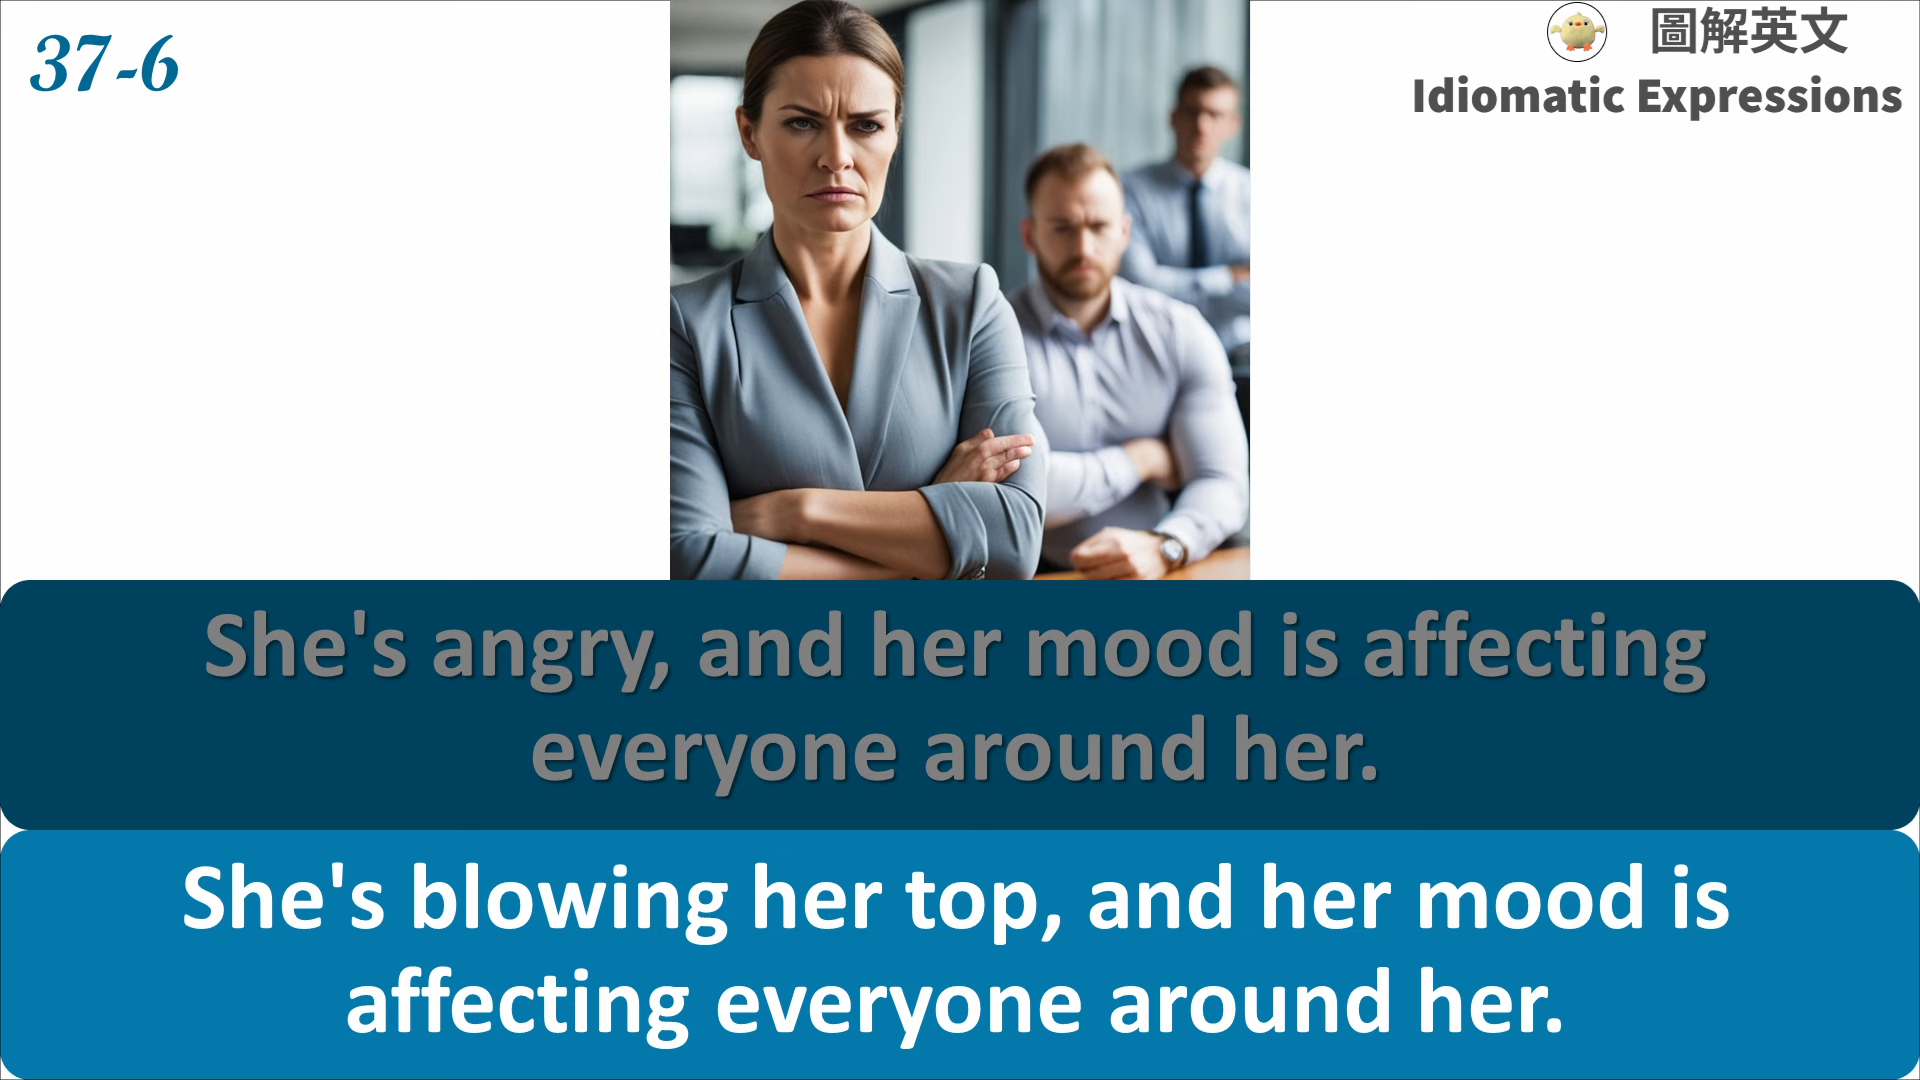 37-6
圖解英文
Idiomatic Expressions
She's angry, and her mood is affecting
everyone around her.
She's blowing her top, and her mood is
affecting everyone around her.